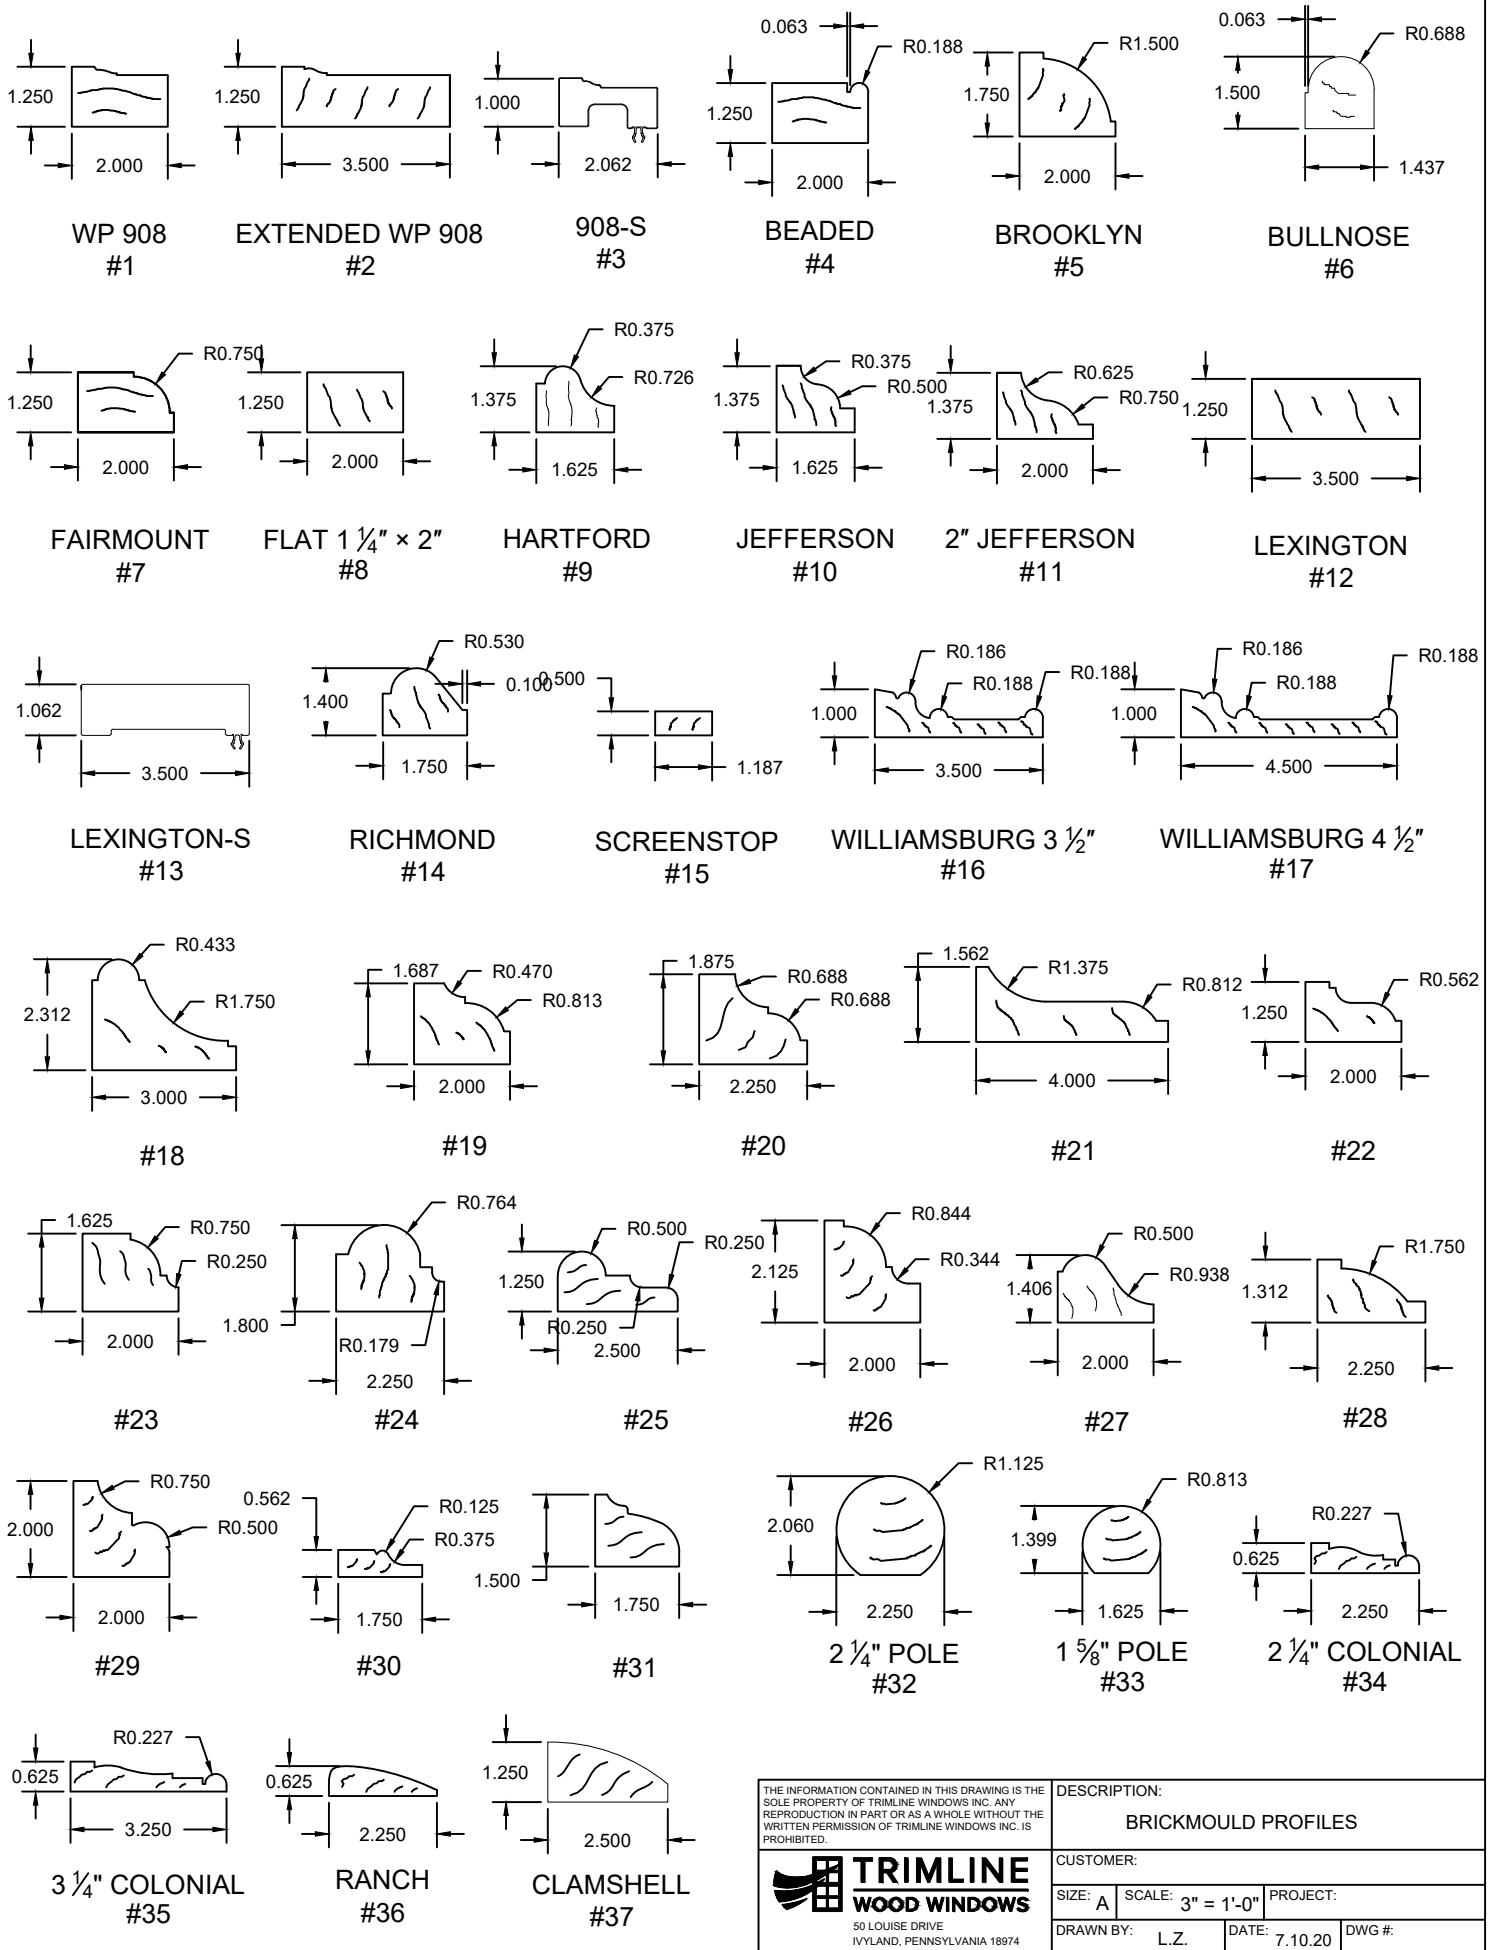 0.063
R0.188
R1.500
0.063
R0.688
1.250
1.250
1.000
1.250
1.750
1.500
2.000
3.500
2.062
2.000
2.000
1.437
WP 908
#1
EXTENDED WP 908
#2
908-S
#3
BEADED
#4
BROOKLYN
#5
BULLNOSE
#6
R0.750
R0.375
R0.726
R0.375
R0.500
R0.625
R0.750
1.250
1.250
1.375
1.375
1.375
1.250
2.000
2.000
1.625
1.625
2.000
3.500
FAIRMOUNT
#7
FLAT 1 ¼" × 2"
#8
HARTFORD
#9
JEFFERSON
#10
2" JEFFERSON
#11
LEXINGTON
#12
R0.530
0.100
0.500
R0.186
R0.188
R0.188
R0.186
R0.188
R0.188
1.062
1.400
1.000
1.000
3.500
1.750
1.187
3.500
4.500
LEXINGTON-S
#13
RICHMOND
#14
SCREENSTOP
#15
WILLIAMSBURG 3 ½"
#16
WILLIAMSBURG 4 ½"
#17
R0.433
R1.750
2.312
3.000
#18
1.687
R0.470
R0.813
2.000
#19
1.875
R0.688
R0.688
2.250
#20
1.562
R1.375
R0.812
4.000
#21
R0.562
1.250
2.000
#22
1.625
R0.750
R0.250
2.000
#23
R0.764
1.800
R0.179
2.250
#24
R0.500
R0.250
1.250
R0.250
2.500
#25
R0.844
R0.344
2.125
2.000
#26
R0.500
R0.938
1.406
2.000
#27
R1.750
1.312
2.250
#28
R0.750
R0.500
2.000
2.000
#29
0.562
R0.125
R0.375
1.750
#30
1.500
1.750
#31
R1.125
2.060
2.250
2 ¼" POLE
#32
R0.813
1.399
1.625
1 ⅝" POLE
#33
R0.227
0.625
2.250
2 ¼" COLONIAL
#34
R0.227
0.625
3.250
3 ¼" COLONIAL
#35
0.625
2.250
RANCH
#36
1.250
2.500
CLAMSHELL
#37
THE INFORMATION CONTAINED IN THIS DRAWING IS THE
SOLE PROPERTY OF TRIMLINE WINDOWS INC. ANY
REPRODUCTION IN PART OR AS A WHOLE WITHOUT THE
WRITTEN PERMISSION OF TRIMLINE WINDOWS INC. IS
PROHIBITED.
DESCRIPTION:
BRICKMOULD PROFILES
TRIMLINE
WOOD WINDOWS
50 LOUISE DRIVE
IVYLAND, PENNSYLVANIA 18974
CUSTOMER:
SIZE: A
SCALE: 3" = 1'-0"
PROJECT:
DRAWN BY: L.Z.
DATE: 7.10.20
DWG #: